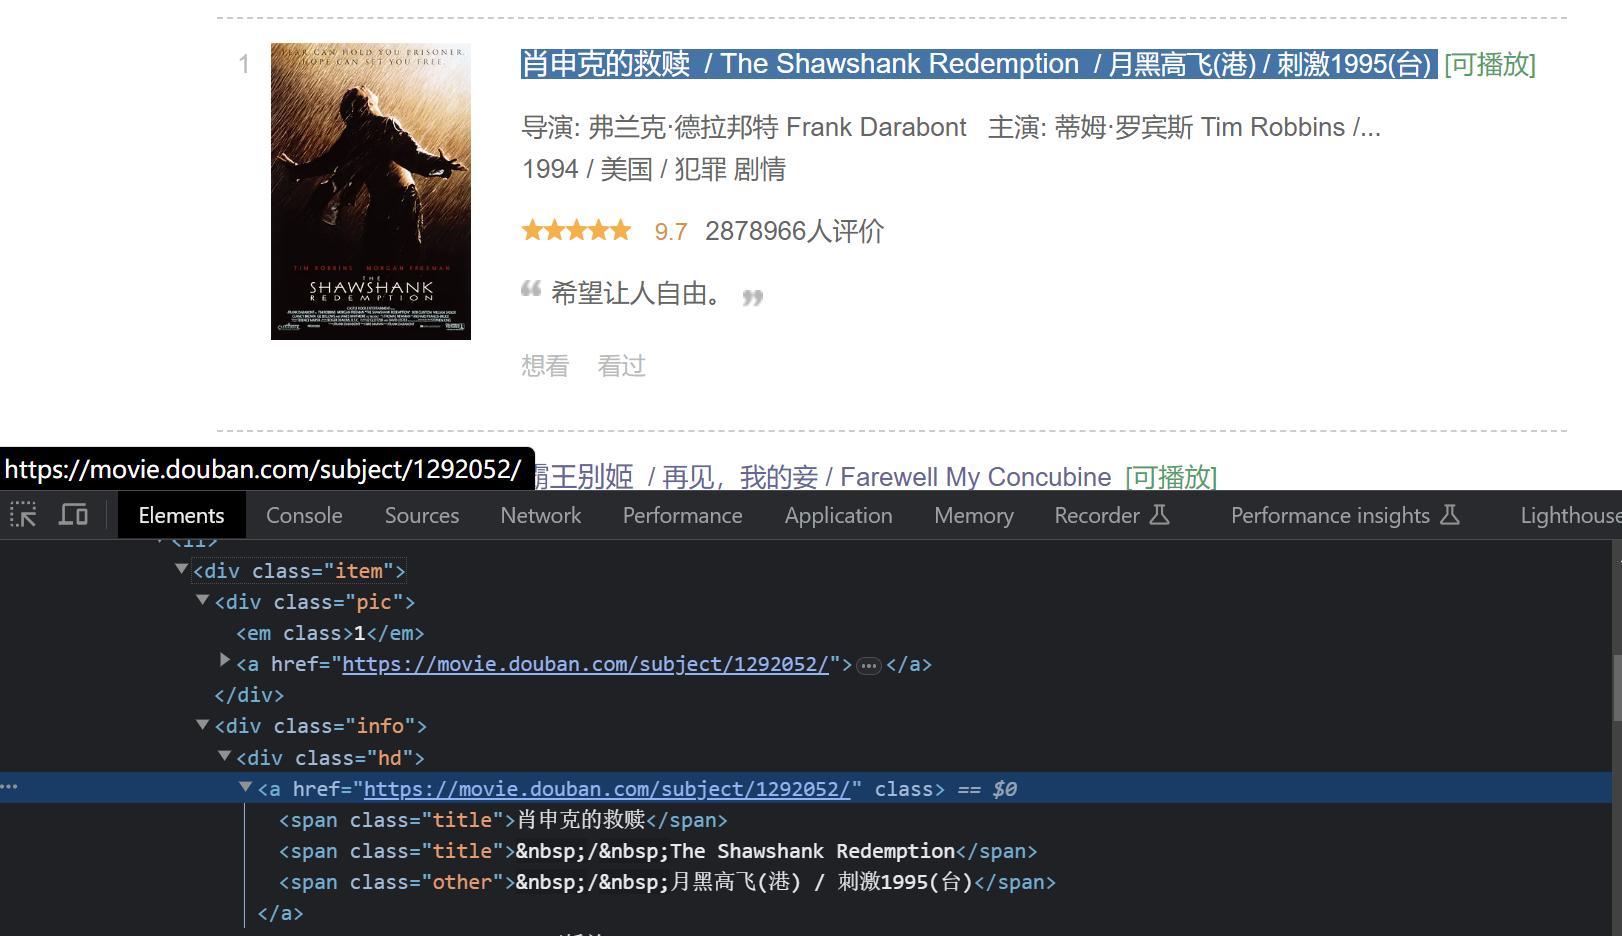 1
FEAR CAN HOLD YOU PRISONER.
HOPE CAN SET YOU FREE.
TIM ROBBINS MORGAN FREEMAN
THE
SHAWSHANK
REDEMPTION
肖申克的救赎 / The Shawshank Redemption / 月黑高飞(港) / 刺激1995(台) [可播放]
导演: 弗兰克·德拉邦特 Frank Darabont 主演: 蒂姆·罗宾斯 Tim Robbins /...
1994 / 美国 / 犯罪 剧情
9.7 2878966人评价
希望让人自由。
想看 看过
https://movie.douban.com/subject/1292052/
霸王别姬 / 再见，我的妾 / Farewell My Concubine [可播放]
Elements Console Sources Network Performance Application Memory Recorder Performance insights Lighthouse
<li>
<div class="item">
<div class="pic">
<em class>1</em>
<a href="https://movie.douban.com/subject/1292052/">…</a>
</div>
<div class="info">
<div class="hd">
<a href="https://movie.douban.com/subject/1292052/" class> == $0
<span class="title">肖申克的救赎</span>
<span class="title">&nbsp;/&nbsp;The Shawshank Redemption</span>
<span class="other">&nbsp;/&nbsp;月黑高飞(港) / 刺激1995(台)</span>
</a>